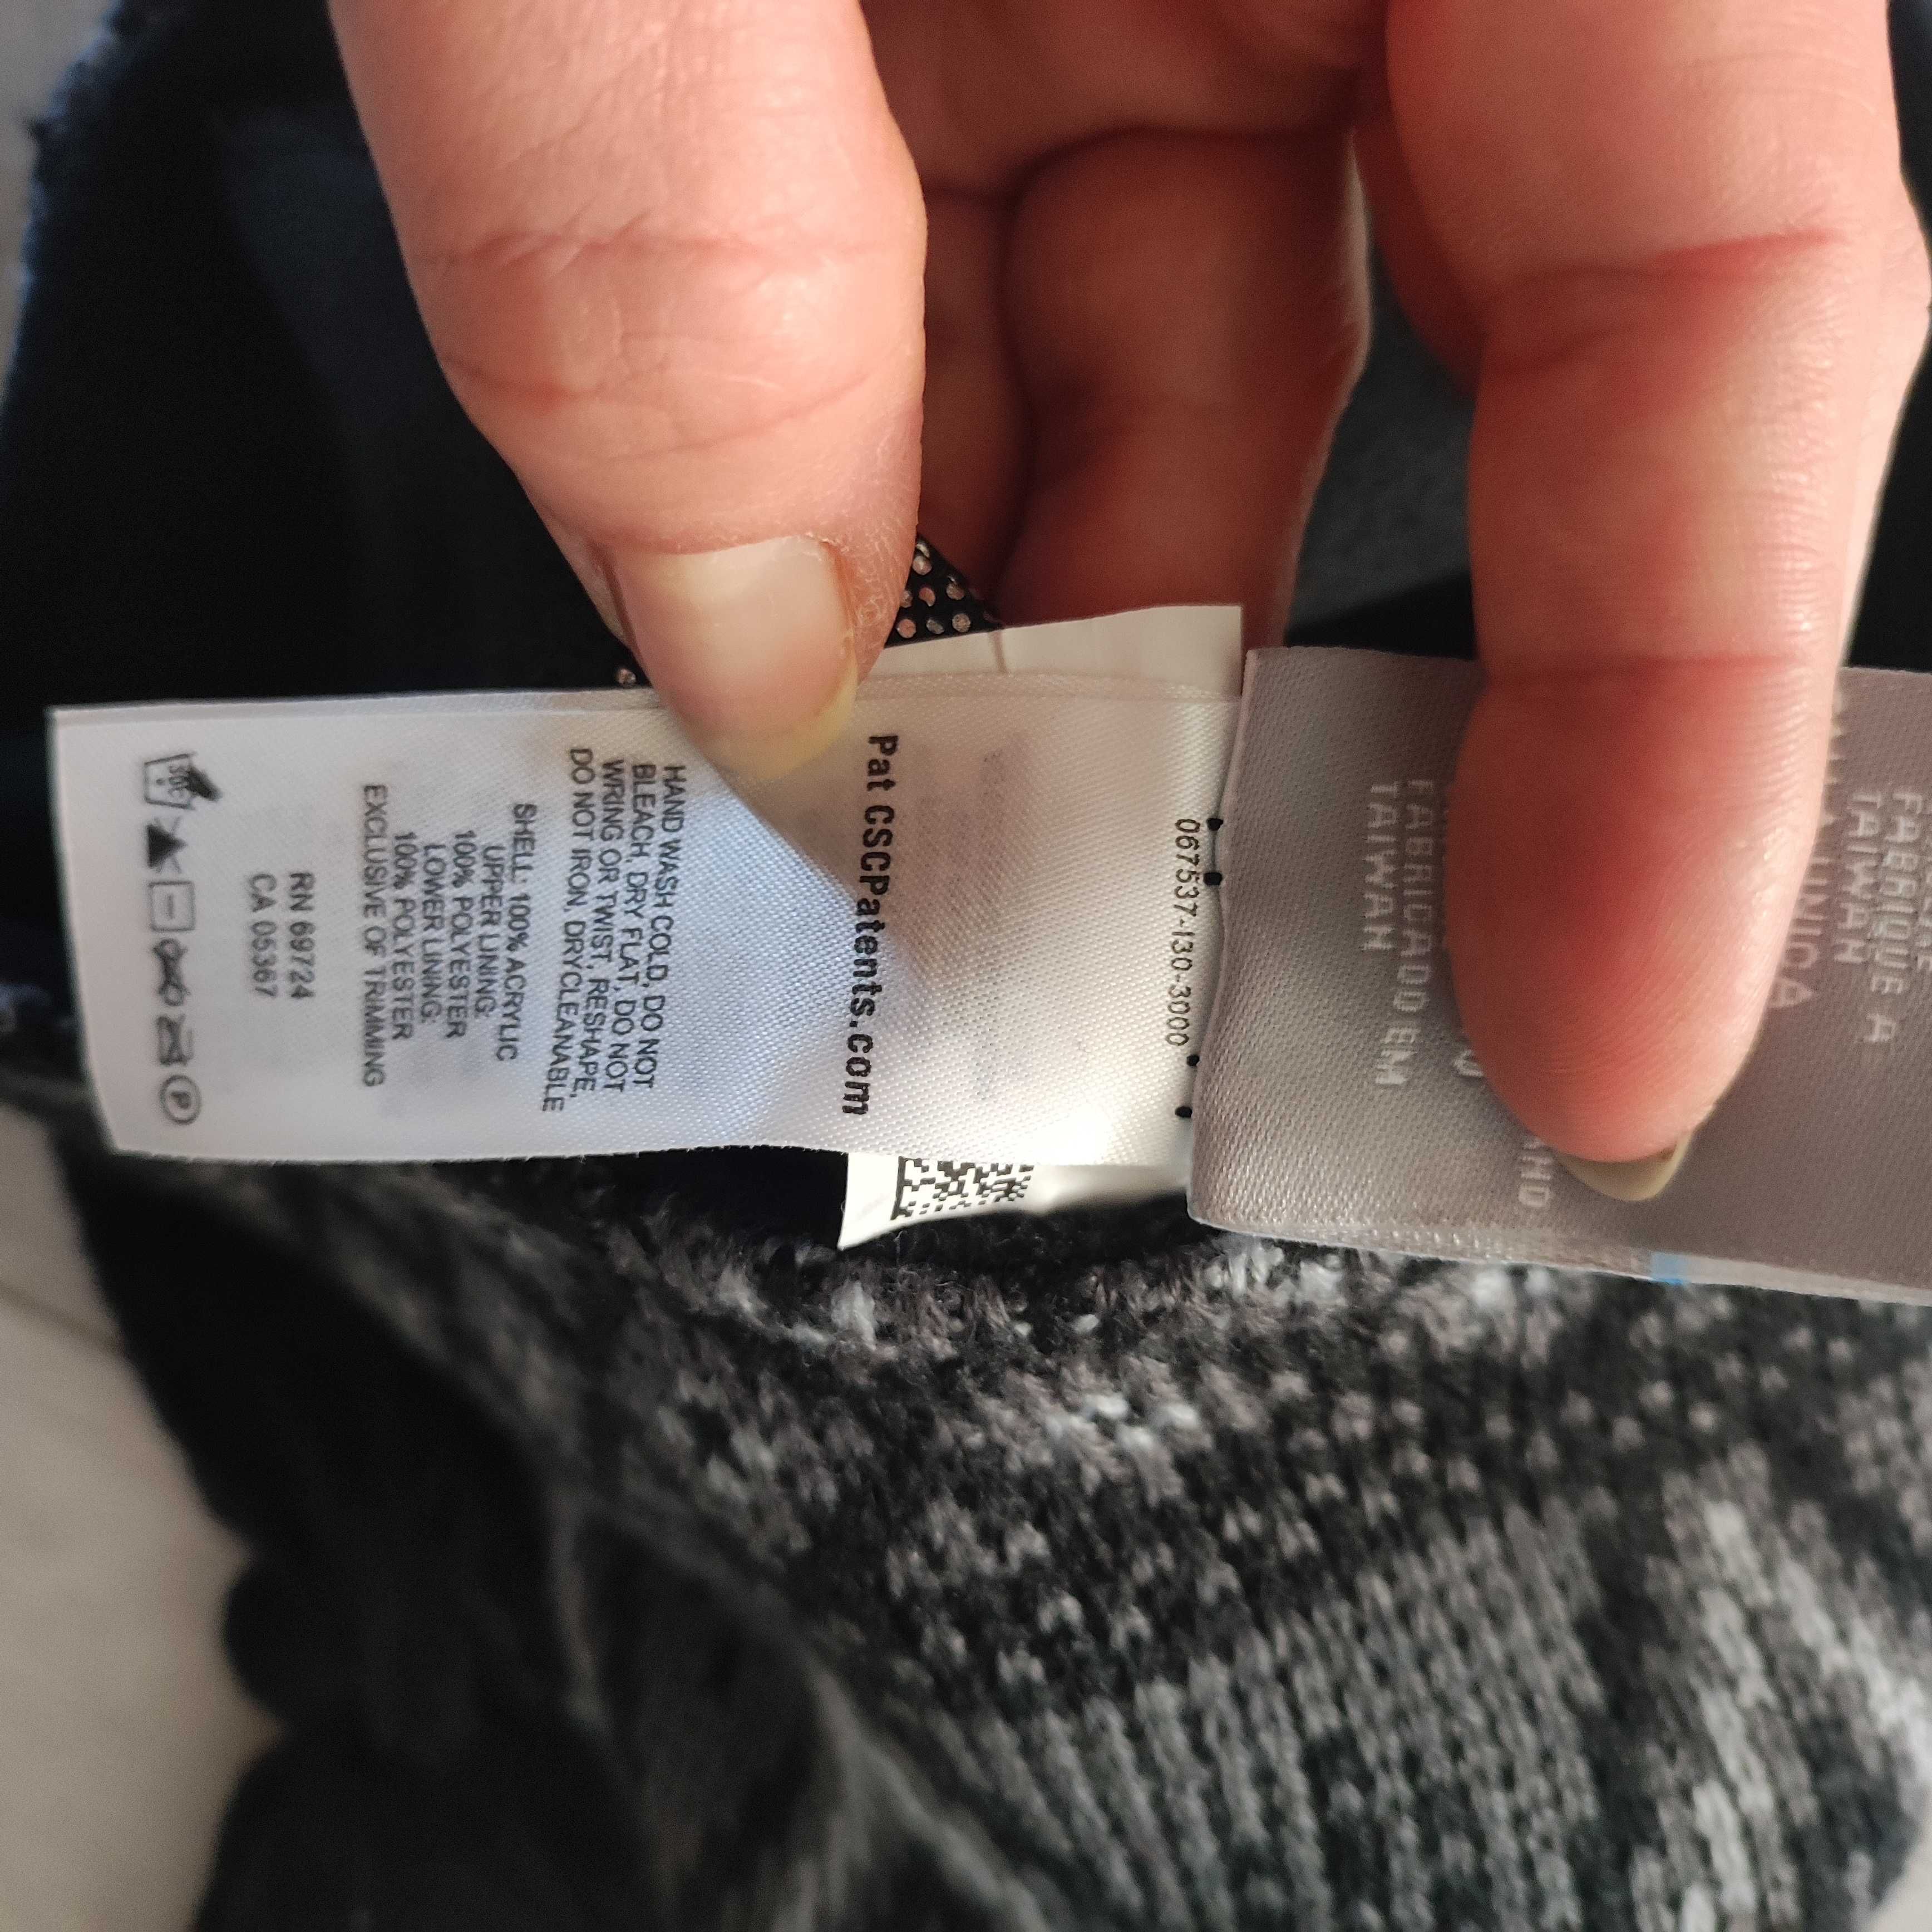 067537-130-3000
Pat CSCPatents.com
HAND WASH COLD, DO NOT
BLEACH, DRY FLAT, DO NOT
WRING OR TWIST, RESHAPE,
DO NOT IRON, DRYCLEANABLE
SHELL: 100% ACRYLIC
UPPER LINING:
100% POLYESTER
LOWER LINING:
100% POLYESTER
EXCLUSIVE OF TRIMMING
RN 69724
CA 05367
30C
P
FABRIQUE A
TAIWAN
FABRICADO EM
TAIWAN